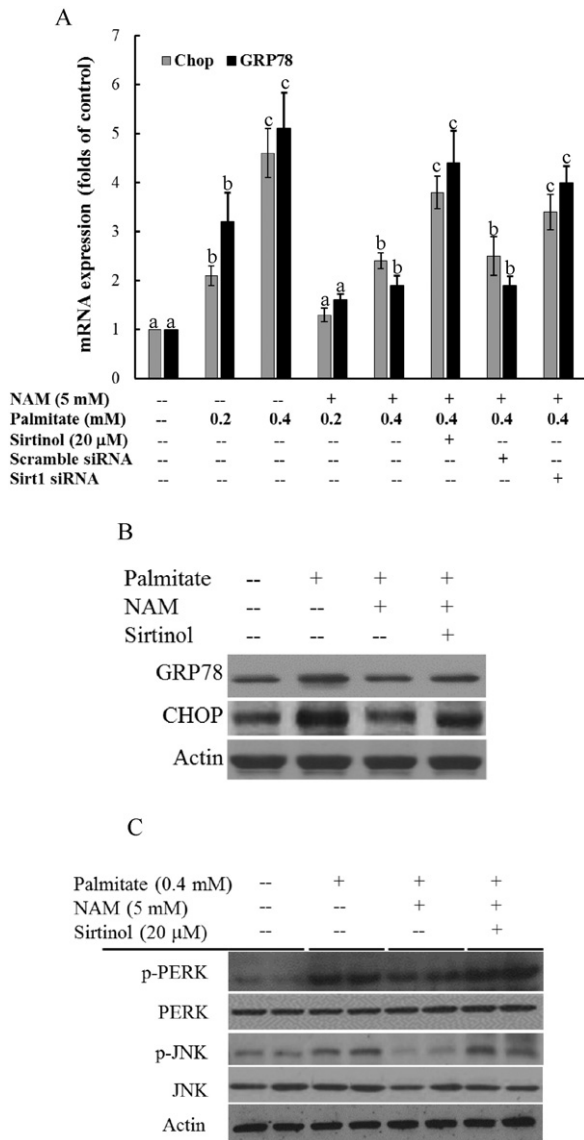 A
7
6
5
4
3
2
1
0
mRNA expression (folds of control)
Chop GRP78
a a b b c c a a b b c c b b c c
NAM (5 mM) -- -- -- + + + + +
Palmitate (mM) -- 0.2 0.4 0.2 0.4 0.4 0.4 0.4
Sirtinol (20 μM) -- -- -- -- -- + -- --
Scramble siRNA -- -- -- -- -- -- + --
Sirt1 siRNA -- -- -- -- -- -- -- +
B
Palmitate -- + + +
NAM -- -- + +
Sirtinol -- -- -- +
GRP78
CHOP
Actin
C
Palmitate (0.4 mM) -- + + +
NAM (5 mM) -- -- + +
Sirtinol (20 μM) -- -- -- +
p-PERK
PERK
p-JNK
JNK
Actin